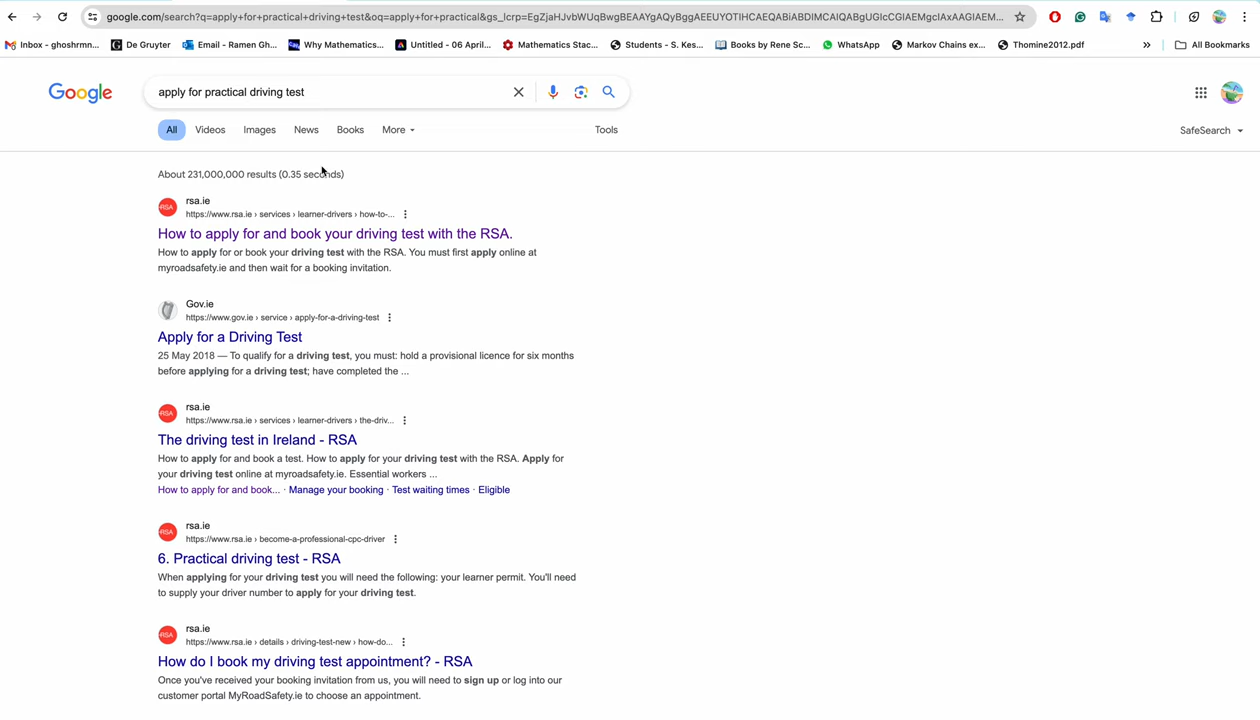 google.com/search?q=apply+for+practical+driving+test&oq=apply+for+practical&gs_lcrp=EgZjaHJvbWUqBwgBEAAYgAQyBggAEEUYOTIHCAEQABiABDIMCAIQABgUGIcCGIAEMgcIAxAAGIAEM...
Inbox - ghoshrmn... De Gruyter Email - Ramen Gh... Why Mathematics... Untitled - 06 April... Mathematics Stac... Students - S. Kes... Books by Rene Sc... WhatsApp Markov Chains ex... Thomine2012.pdf » All Bookmarks
Google apply for practical driving test
All Videos Images News Books More Tools SafeSearch
About 231,000,000 results (0.35 seconds)
RSA rsa.ie
https://www.rsa.ie › services › learner-drivers › how-to-...
How to apply for and book your driving test with the RSA.
How to apply for or book your driving test with the RSA. You must first apply online at
myroadsafety.ie and then wait for a booking invitation.
Gov.ie
https://www.gov.ie › service › apply-for-a-driving-test
Apply for a Driving Test
25 May 2018 — To qualify for a driving test, you must: hold a provisional licence for six months
before applying for a driving test; have completed the ...
RSA rsa.ie
https://www.rsa.ie › services › learner-drivers › the-driv...
The driving test in Ireland - RSA
How to apply for and book a test. How to apply for your driving test with the RSA. Apply for
your driving test online at myroadsafety.ie. Essential workers ...
How to apply for and book... · Manage your booking · Test waiting times · Eligible
RSA rsa.ie
https://www.rsa.ie › become-a-professional-cpc-driver
6. Practical driving test - RSA
When applying for your driving test you will need the following: your learner permit. You'll need
to supply your driver number to apply for your driving test.
RSA rsa.ie
https://www.rsa.ie › details › driving-test-new › how-do...
How do I book my driving test appointment? - RSA
Once you've received your booking invitation from us, you will need to sign up or log into our
customer portal MyRoadSafety.ie to choose an appointment.